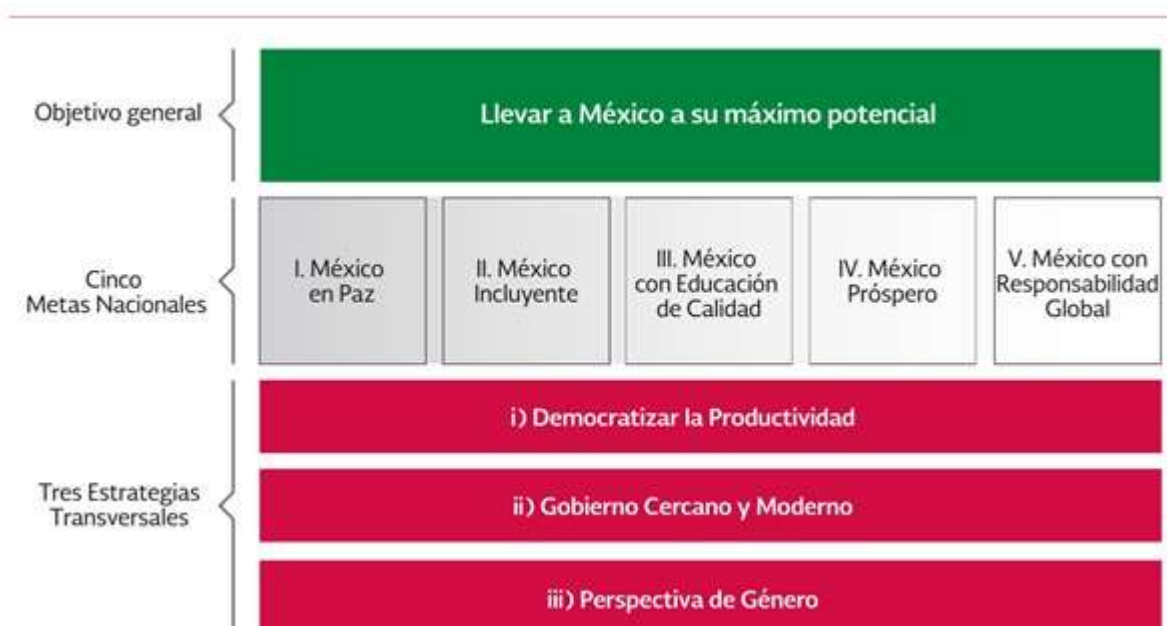 Objetivo general
Llevar a México a su máximo potencial
Cinco
Metas Nacionales
I. México
en Paz
II. México
Incluyente
III. México
con Educación
de Calidad
IV. México
Próspero
V. México con
Responsabilidad
Global
Tres Estrategias
Transversales
i) Democratizar la Productividad
ii) Gobierno Cercano y Moderno
iii) Perspectiva de Género